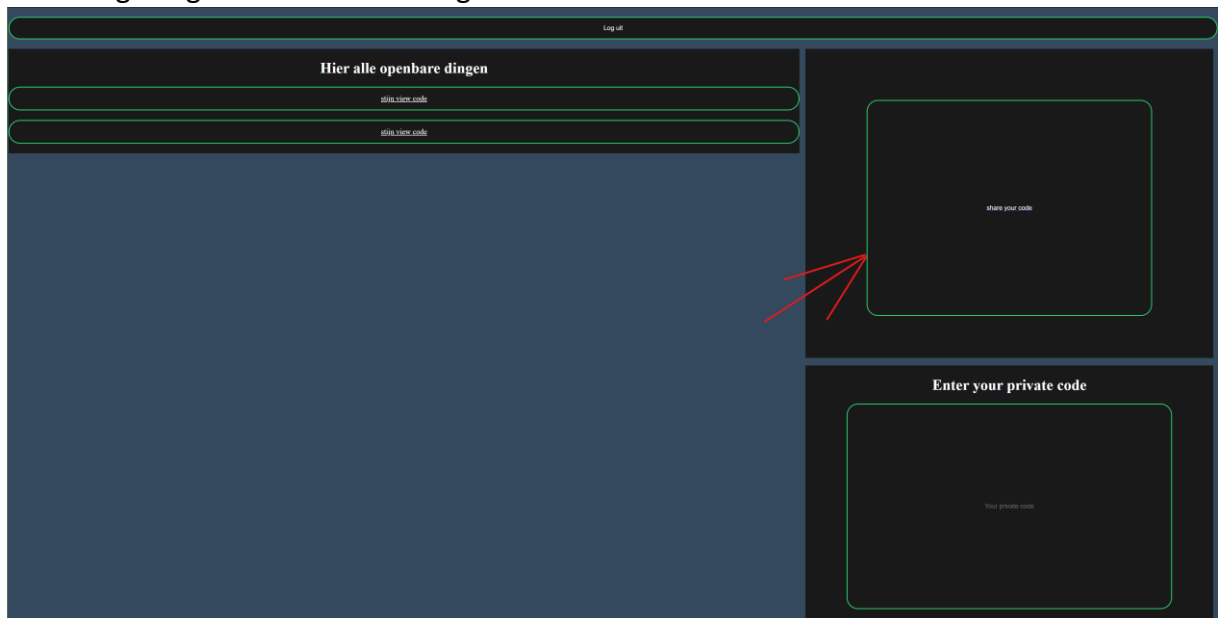 Log uit
Hier alle openbare dingen
stijn view code
stijn view code
share your code
Enter your private code
Your private code